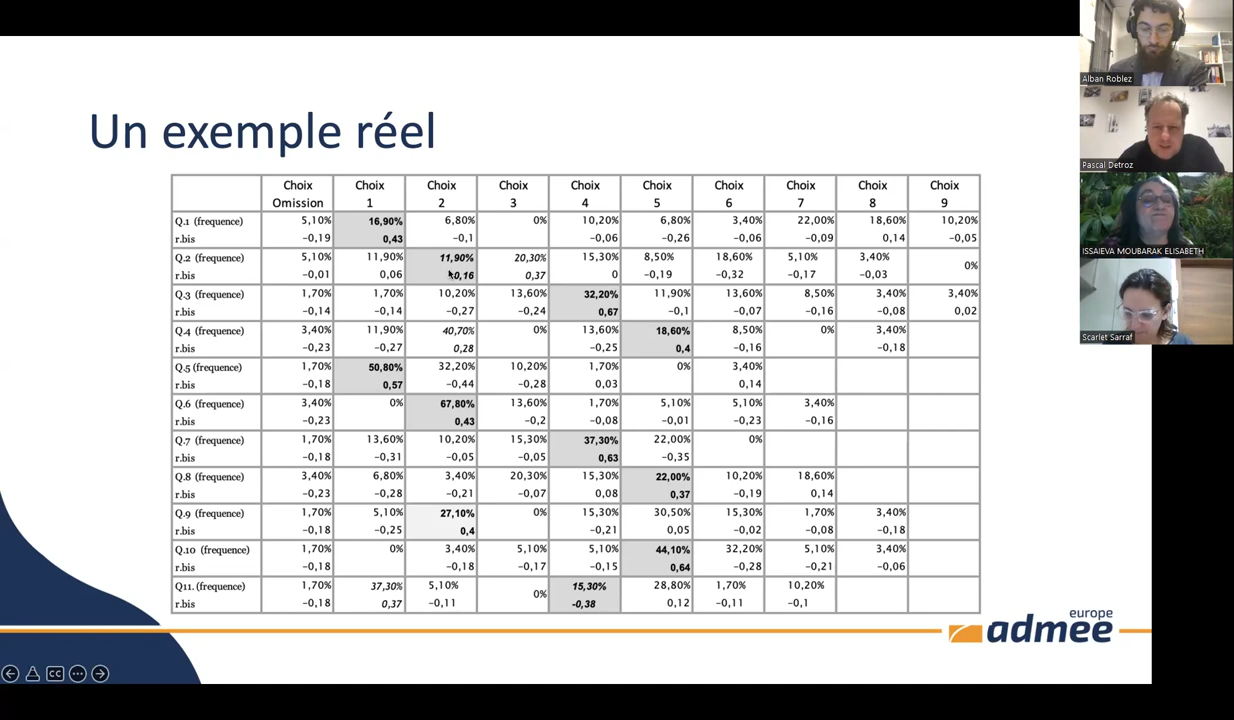 Un exemple réel
Choix Omission Choix 1 Choix 2 Choix 3 Choix 4 Choix 5 Choix 6 Choix 7 Choix 8 Choix 9
Q.1 (frequence) 5,10% 16,90% 6,80% 0% 10,20% 6,80% 3,40% 22,00% 18,60% 10,20%
r.bis −0,19 0,43 −0,1 −0,06 −0,26 −0,06 −0,09 0,14 −0,05
Q.2 (frequence) 5,10% 11,90% 11,90% 20,30% 15,30% 8,50% 18,60% 5,10% 3,40% 0%
r.bis −0,01 0,06 0,16 0,37 0 −0,19 −0,32 −0,17 −0,03
Q.3 (frequence) 1,70% 1,70% 10,20% 13,60% 32,20% 11,90% 13,60% 8,50% 3,40% 3,40%
r.bis −0,14 −0,14 −0,27 −0,24 0,67 −0,1 −0,07 −0,16 −0,08 0,02
Q.4 (frequence) 3,40% 11,90% 40,70% 0% 13,60% 18,60% 8,50% 0% 3,40%
r.bis −0,23 −0,27 0,28 −0,25 0,4 −0,16 −0,18
Q.5 (frequence) 1,70% 50,80% 32,20% 10,20% 1,70% 0% 3,40%
r.bis −0,18 0,57 −0,44 −0,28 0,03 0,14
Q.6 (frequence) 3,40% 0% 67,80% 13,60% 1,70% 5,10% 5,10% 3,40%
r.bis −0,23 0,43 −0,2 −0,08 −0,01 −0,23 −0,16
Q.7 (frequence) 1,70% 13,60% 10,20% 15,30% 37,30% 22,00% 0%
r.bis −0,18 −0,31 −0,05 −0,05 0,63 −0,35
Q.8 (frequence) 3,40% 6,80% 3,40% 20,30% 15,30% 22,00% 10,20% 18,60%
r.bis −0,23 −0,28 −0,21 −0,07 0,08 0,37 −0,19 0,14
Q.9 (frequence) 1,70% 5,10% 27,10% 0% 15,30% 30,50% 15,30% 1,70% 3,40%
r.bis −0,18 −0,25 0,4 −0,21 0,05 −0,02 −0,08 −0,18
Q.10 (frequence) 1,70% 0% 3,40% 5,10% 5,10% 44,10% 32,20% 5,10% 3,40%
r.bis −0,18 −0,18 −0,17 −0,15 0,64 −0,28 −0,21 −0,06
Q11. (frequence) 1,70% 37,30% 5,10% 0% 15,30% 28,80% 1,70% 10,20%
r.bis −0,18 0,37 −0,11 -0,38 0,12 −0,11 −0,1
europe
admee
CC
Alban Roblez
Pascal Detroz
ISSAIEVA MOUBARAK ELISABETH
Scarlet Sarraf